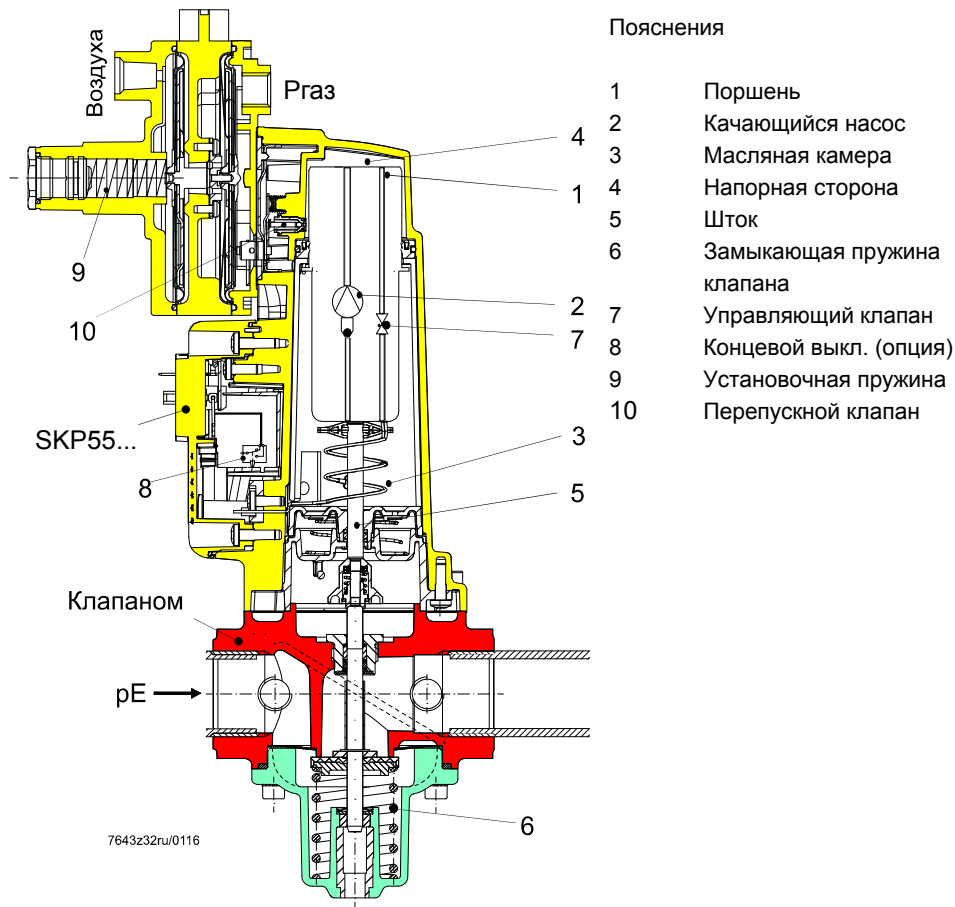 Пояснения
1 Поршень
2 Качающийся насос
3 Масляная камера
4 Напорная сторона
5 Шток
6 Замыкающая пружина
клапана
7 Управляющий клапан
8 Концевой выкл. (опция)
9 Установочная пружина
10 Перепускной клапан
Воздуха
Pгаз
4
1
9
10
2
7
SKP55...
8
3
5
Клапаном
pE
6
7643z32ru/0116